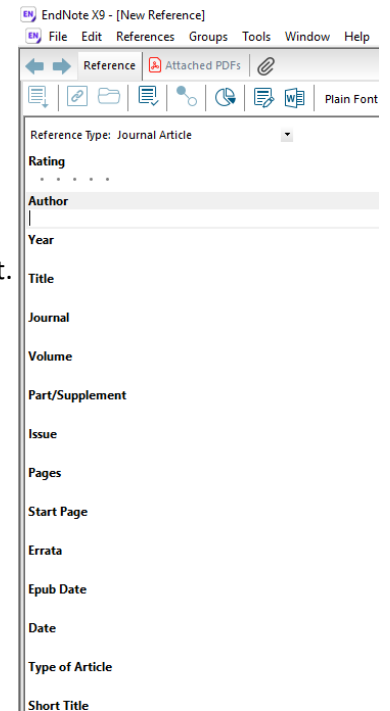 EndNote X9 - [New Reference]
File Edit References Groups Tools Window Help
Reference Attached PDFs
Plain Font
Reference Type: Journal Article
Rating
Author
Year
t.
Title
Journal
Volume
Part/Supplement
Issue
Pages
Start Page
Errata
Epub Date
Date
Type of Article
Short Title